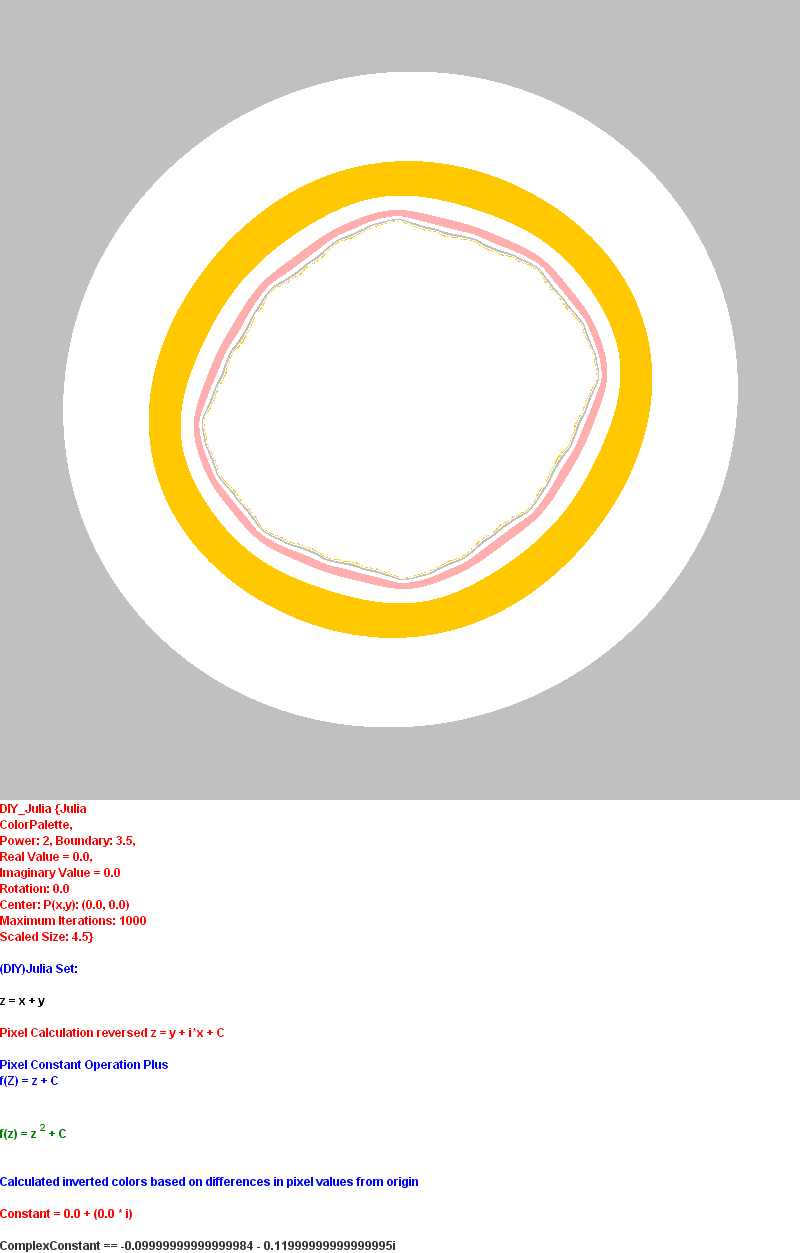 DIY_Julia {Julia
ColorPalette,
Power: 2, Boundary: 3.5,
Real Value = 0.0,
Imaginary Value = 0.0
Rotation: 0.0
Center: P(x,y): (0.0, 0.0)
Maximum Iterations: 1000
Scaled Size: 4.5}
(DIY)Julia Set:
z = x + y
Pixel Calculation reversed z = y + i*x + C
Pixel Constant Operation Plus
f(Z) = z + C
f(z) = z 2 + C
Calculated inverted colors based on differences in pixel values from origin
Constant = 0.0 + (0.0 * i)
ComplexConstant == -0.09999999999999984 - 0.11999999999999995i